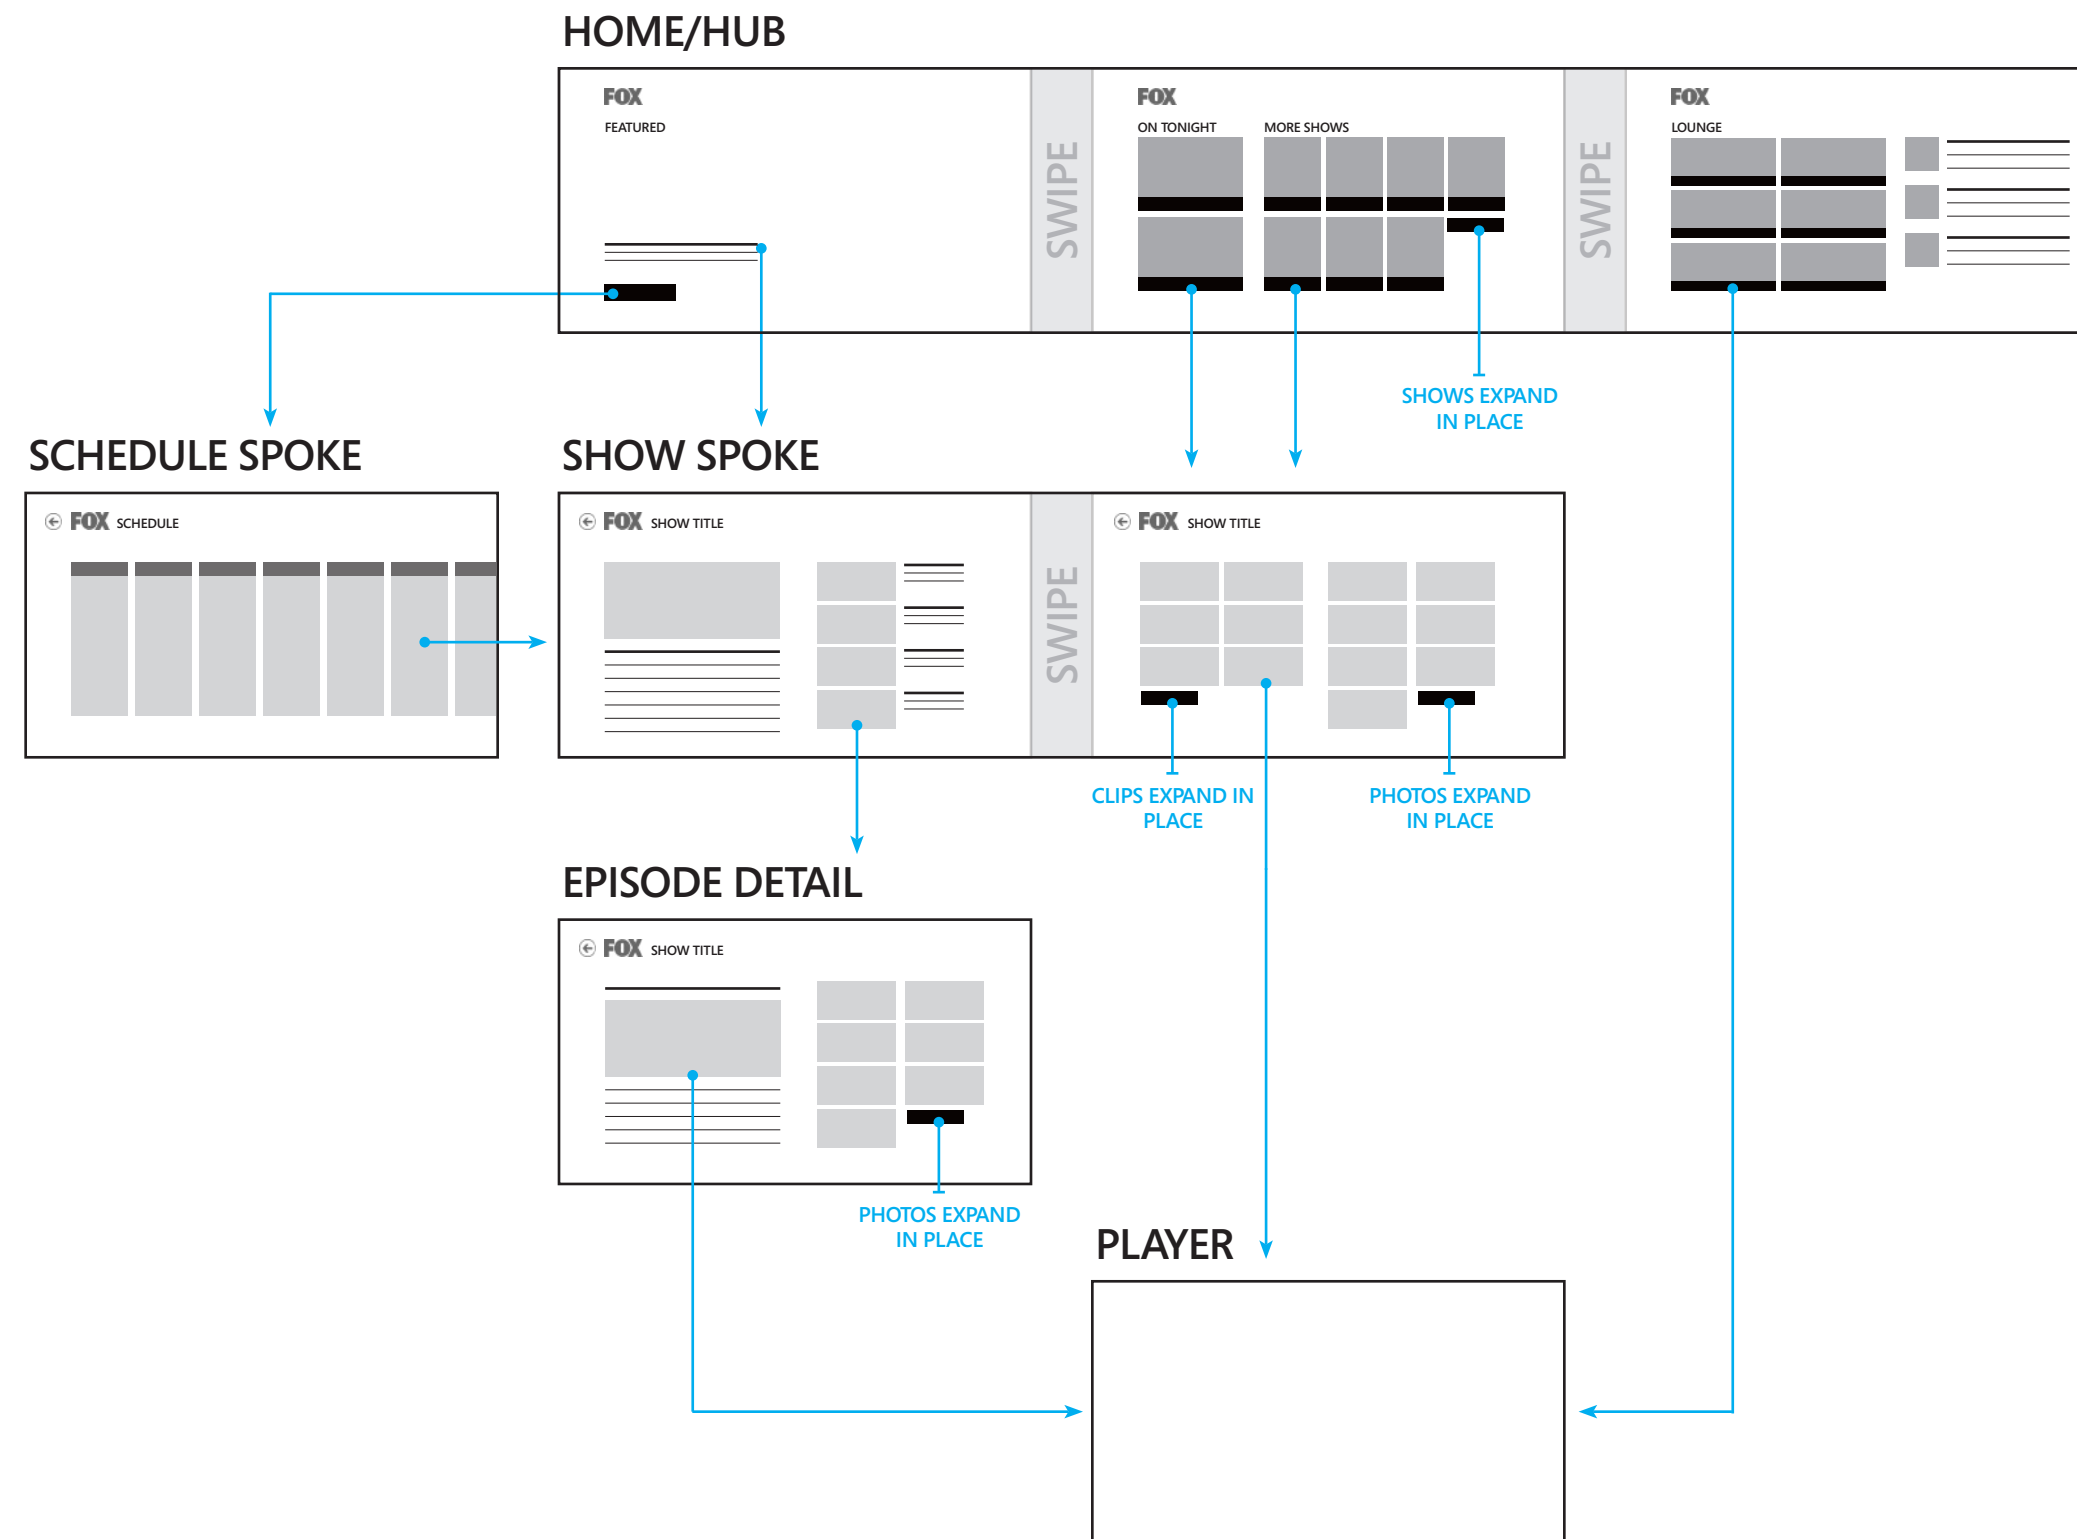 HOME/HUB
FOX
FEATURED
SWIPE
FOX
ON TONIGHT
MORE SHOWS
SWIPE
FOX
LOUNGE
SHOWS EXPAND
IN PLACE
SCHEDULE SPOKE
FOX SCHEDULE
SHOW SPOKE
FOX SHOW TITLE
SWIPE
FOX SHOW TITLE
CLIPS EXPAND IN
PLACE
PHOTOS EXPAND
IN PLACE
EPISODE DETAIL
FOX SHOW TITLE
PHOTOS EXPAND
IN PLACE
PLAYER